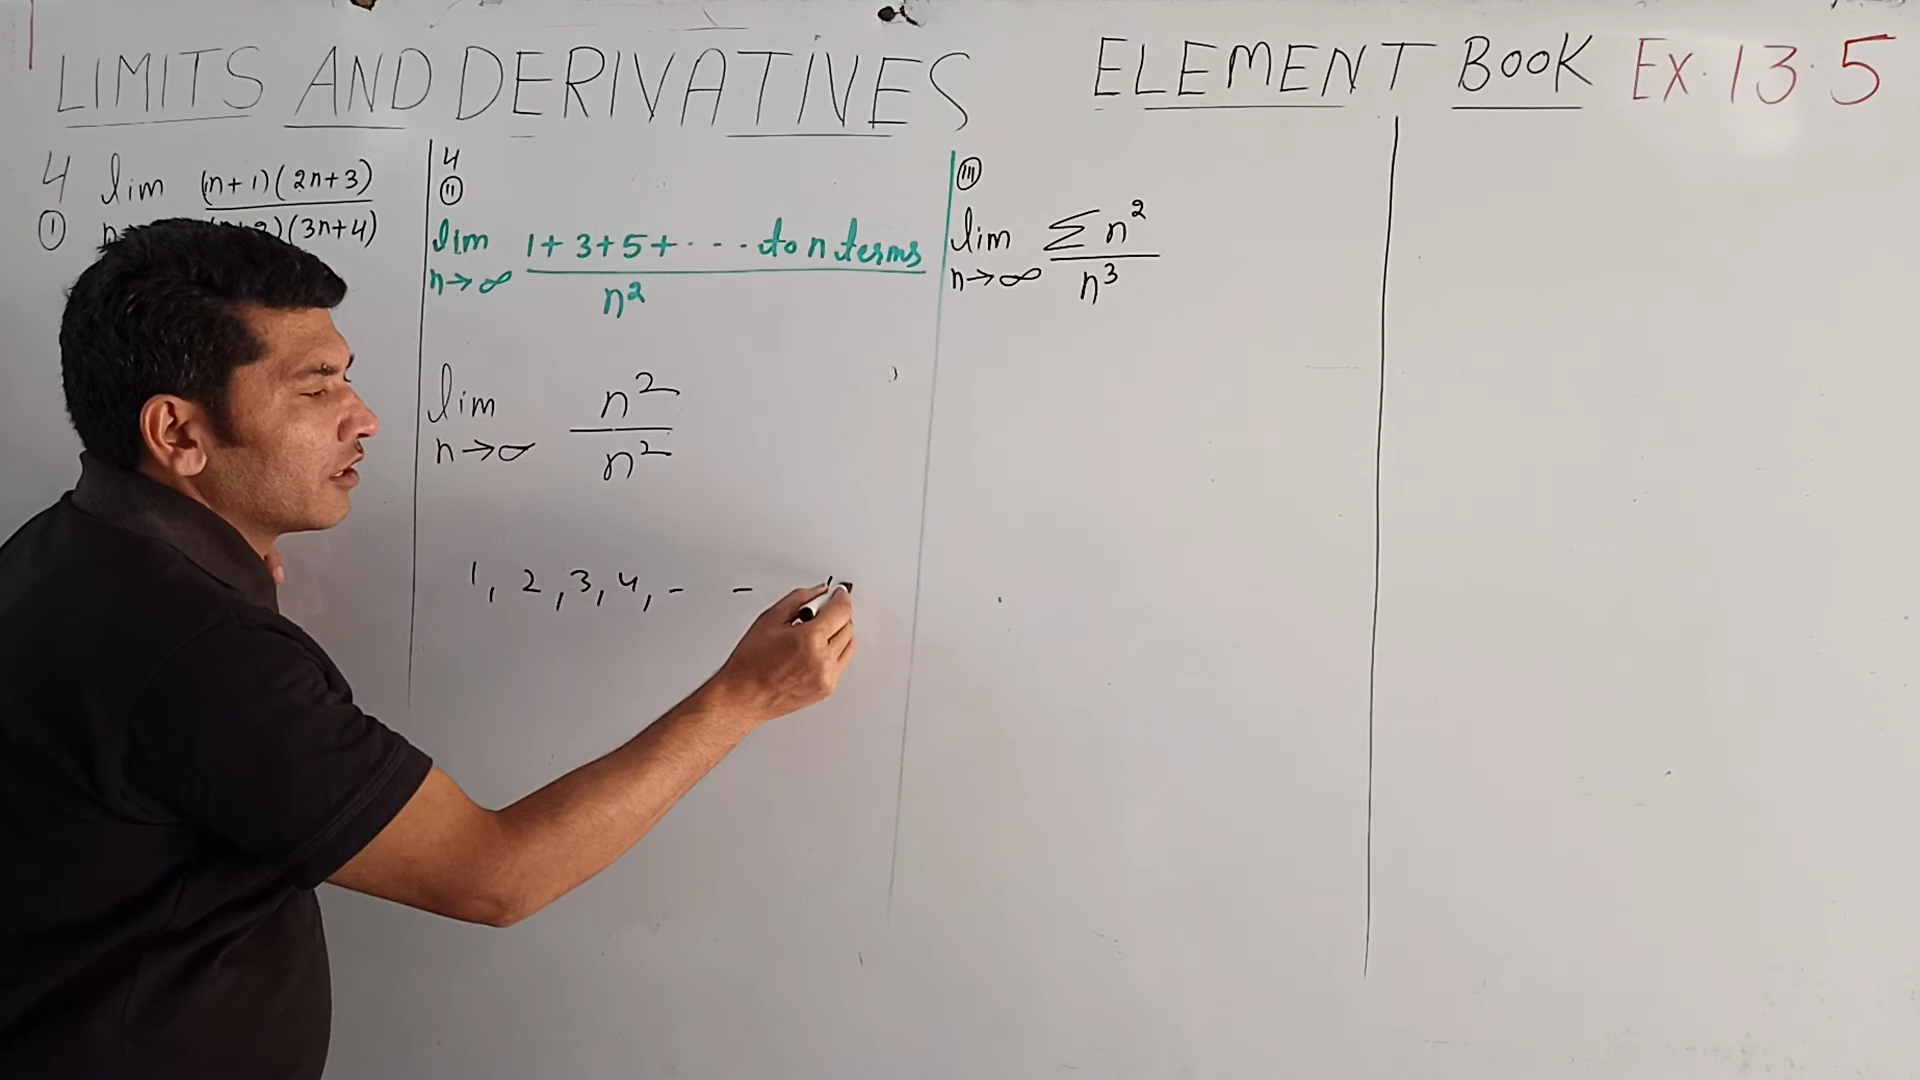 LIMITS AND DERIVATIVES
ELEMENT BOOK EX. 13.5
4 lim (n+1)(2n+3)
① n )(3n+4)
4
ⓘⓘ
lim 1+3+5+ --- to n terms
n→∞ n²
lim n²
n→∞ n²
1, 2, 3, 4, - -
ⓘⓘⓘ
lim Σ n²
n→∞ n³